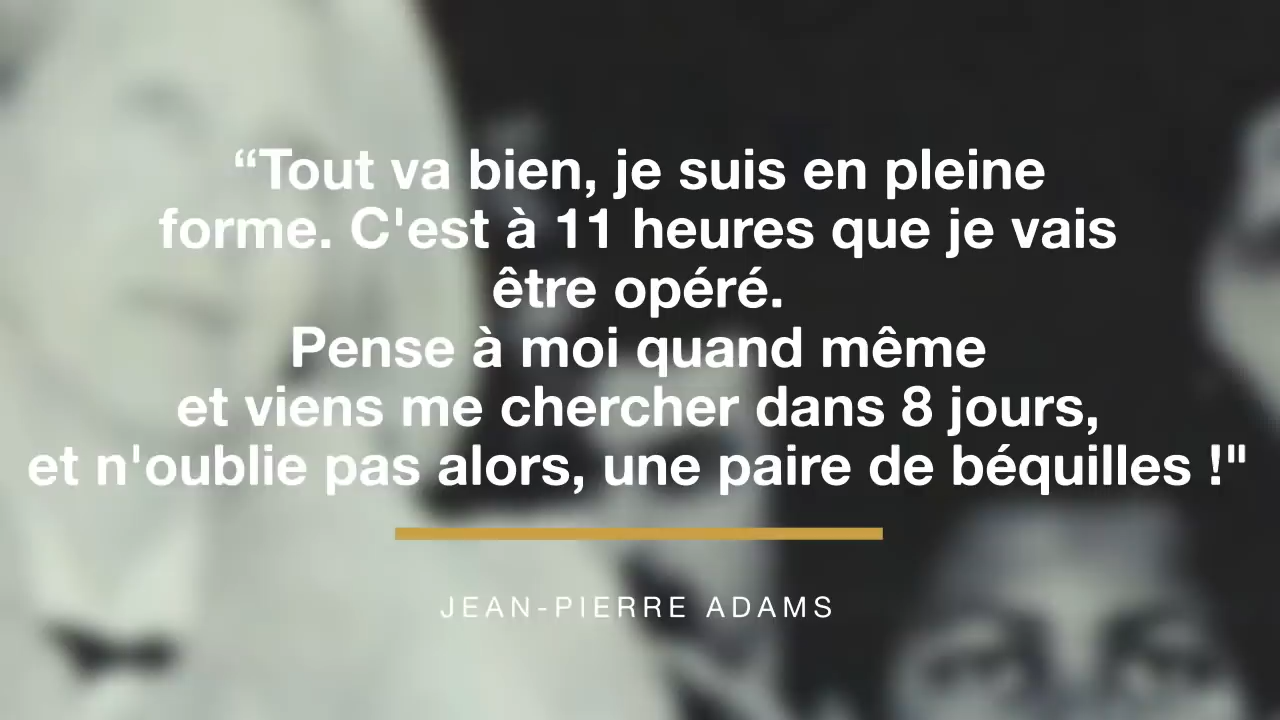 “Tout va bien, je suis en pleine
forme. C'est à 11 heures que je vais
être opéré.
Pense à moi quand même
et viens me chercher dans 8 jours,
et n'oublie pas alors, une paire de béquilles !"
JEAN-PIERRE ADAMS